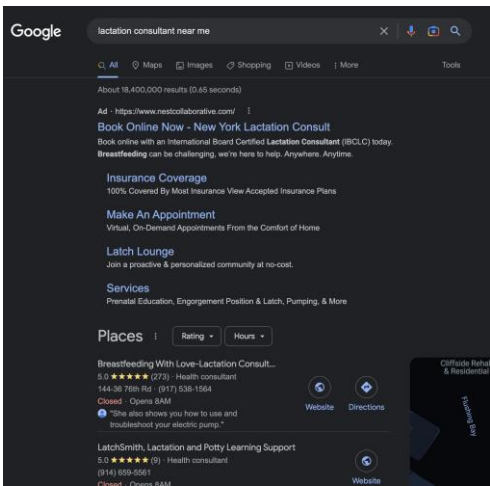 Google
lactation consultant near me
All Maps Images Shopping Videos More Tools
About 18,400,000 results (0.65 seconds)
Ad · https://www.nestcollaborative.com/
Book Online Now - New York Lactation Consult
Book online with an International Board Certified Lactation Consultant (IBCLC) today.
Breastfeeding can be challenging, we're here to help. Anywhere. Anytime.
Insurance Coverage
100% Covered By Most Insurance View Accepted Insurance Plans
Make An Appointment
Virtual, On-Demand Appointments From the Comfort of Home
Latch Lounge
Join a proactive & personalized community at no-cost.
Services
Prenatal Education, Engorgement Position & Latch, Pumping, & More
Places
Rating Hours
Breastfeeding With Love-Lactation Consult...
5.0 ★★★★★ (273) · Health consultant
144-36 76th Rd · (917) 538-1564
Closed · Opens 8AM
"She also shows you how to use and
troubleshoot your electric pump."
Website Directions
LatchSmith, Lactation and Potty Learning Support
5.0 ★★★★★ (9) · Health consultant
(914) 659-5561
Closed · Opens 8AM
Website
Cliffside Reha
& Residential
Flushing Bay